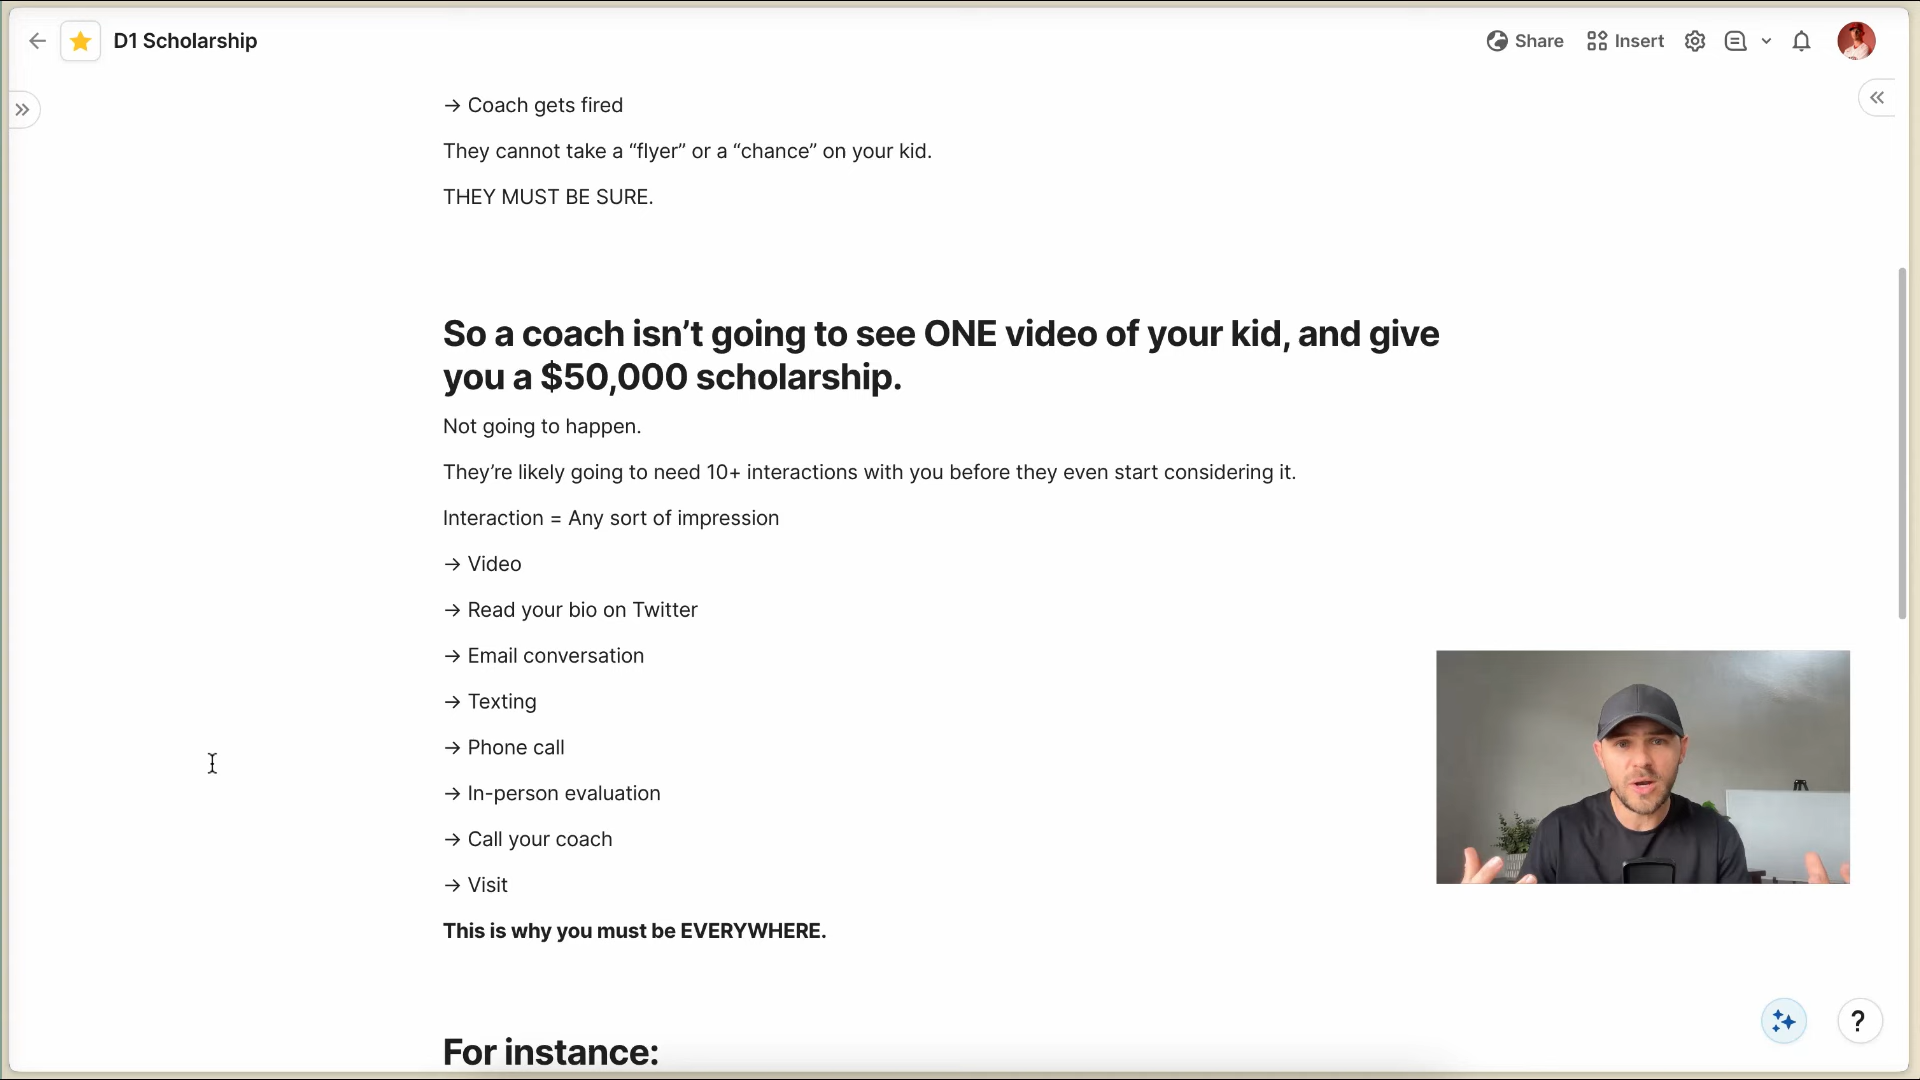 D1 Scholarship
Share
Insert
→ Coach gets fired
They cannot take a “flyer” or a “chance” on your kid.
THEY MUST BE SURE.
So a coach isn’t going to see ONE video of your kid, and give
you a $50,000 scholarship.
Not going to happen.
They’re likely going to need 10+ interactions with you before they even start considering it.
Interaction = Any sort of impression
→ Video
→ Read your bio on Twitter
→ Email conversation
→ Texting
→ Phone call
→ In-person evaluation
→ Call your coach
→ Visit
This is why you must be EVERYWHERE.
For instance:
?